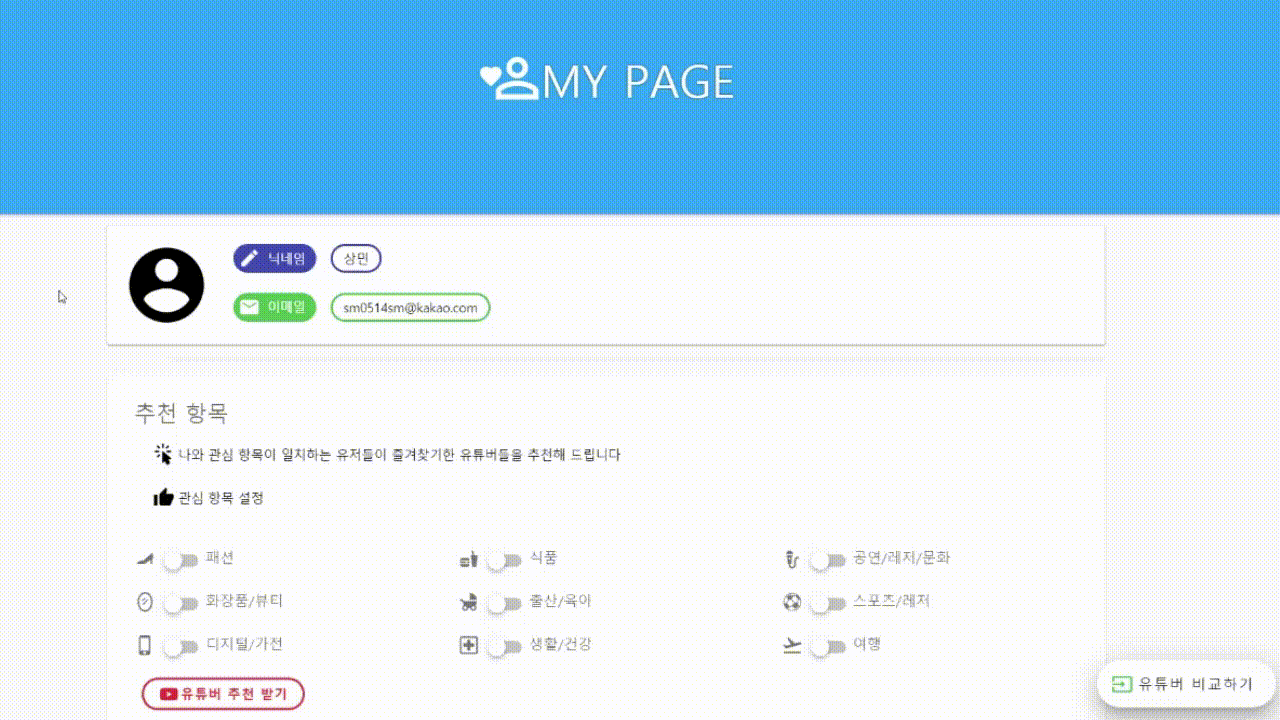 MY PAGE
닉네임 상민
이메일 sm0514sm@kakao.com
추천 항목
나와 관심 항목이 일치하는 유저들이 즐겨찾기한 유튜버들을 추천해 드립니다
관심 항목 설정
패션 식품 공연/레저/문화
화장품/뷰티 출산/육아 스포츠/레저
디지털/가전 생활/건강 여행
유튜버 추천 받기
유튜버 비교하기